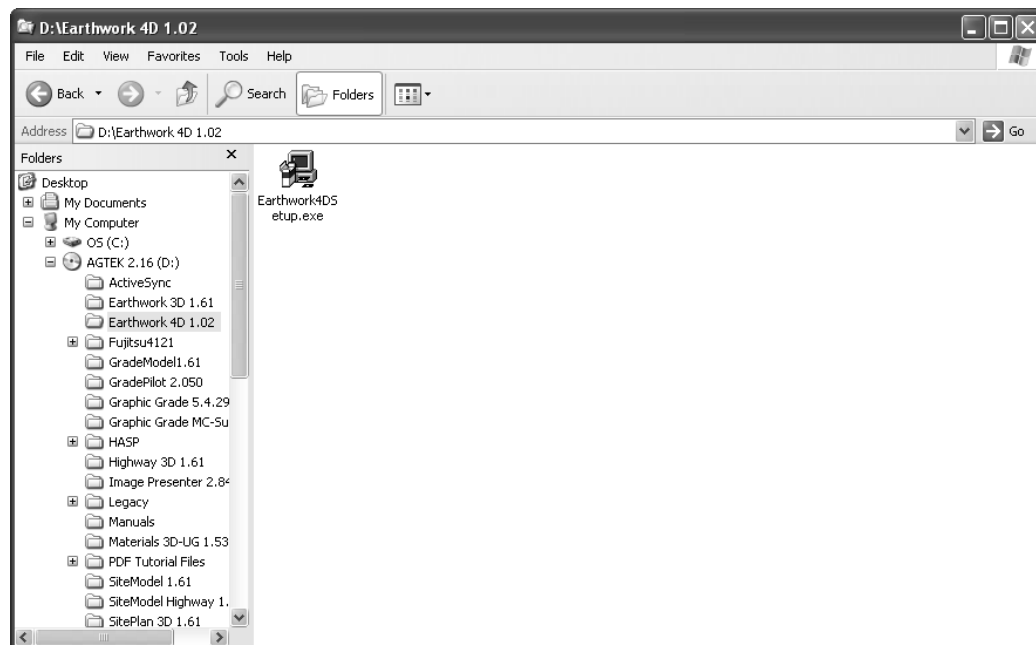 D:\Earthwork 4D 1.02
File Edit View Favorites Tools Help
Back Search Folders
Address D:\Earthwork 4D 1.02 Go
Folders
Desktop
My Documents
My Computer
OS (C:)
AGTEK 2.16 (D:)
ActiveSync
Earthwork 3D 1.61
Earthwork 4D 1.02
Fujitsu4121
GradeModel1.61
GradePilot 2.050
Graphic Grade 5.4.29
Graphic Grade MC-Su
HASP
Highway 3D 1.61
Image Presenter 2.84
Legacy
Manuals
Materials 3D-UG 1.53
PDF Tutorial Files
SiteModel 1.61
SiteModel Highway 1.
SitePlan 3D 1.61
Earthwork4DS
etup.exe